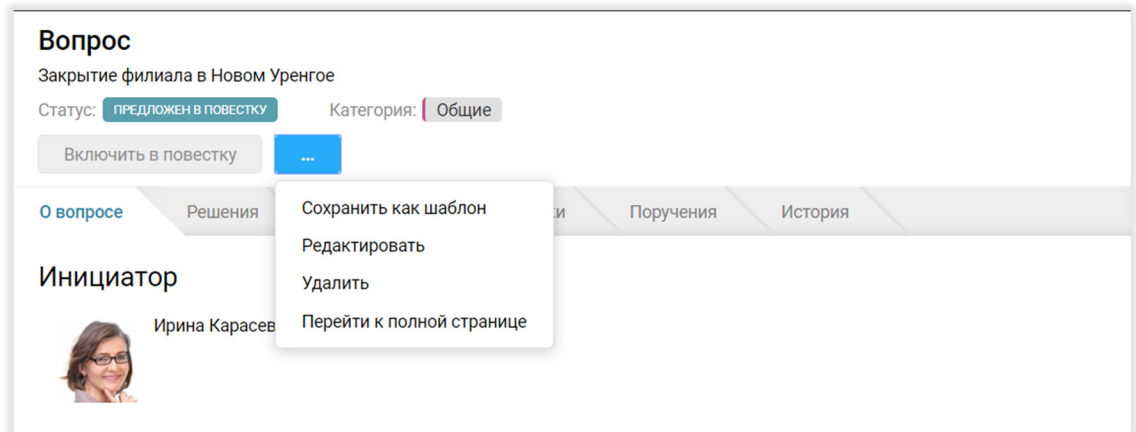 Вопрос
Закрытие филиала в Новом Уренгое
Статус: ПРЕДЛОЖЕН В ПОВЕСТКУ Категория: Общие
Включить в повестку ...
О вопросе Решения Поручения История
Сохранить как шаблон
Редактировать
Удалить
Перейти к полной странице
Инициатор
Ирина